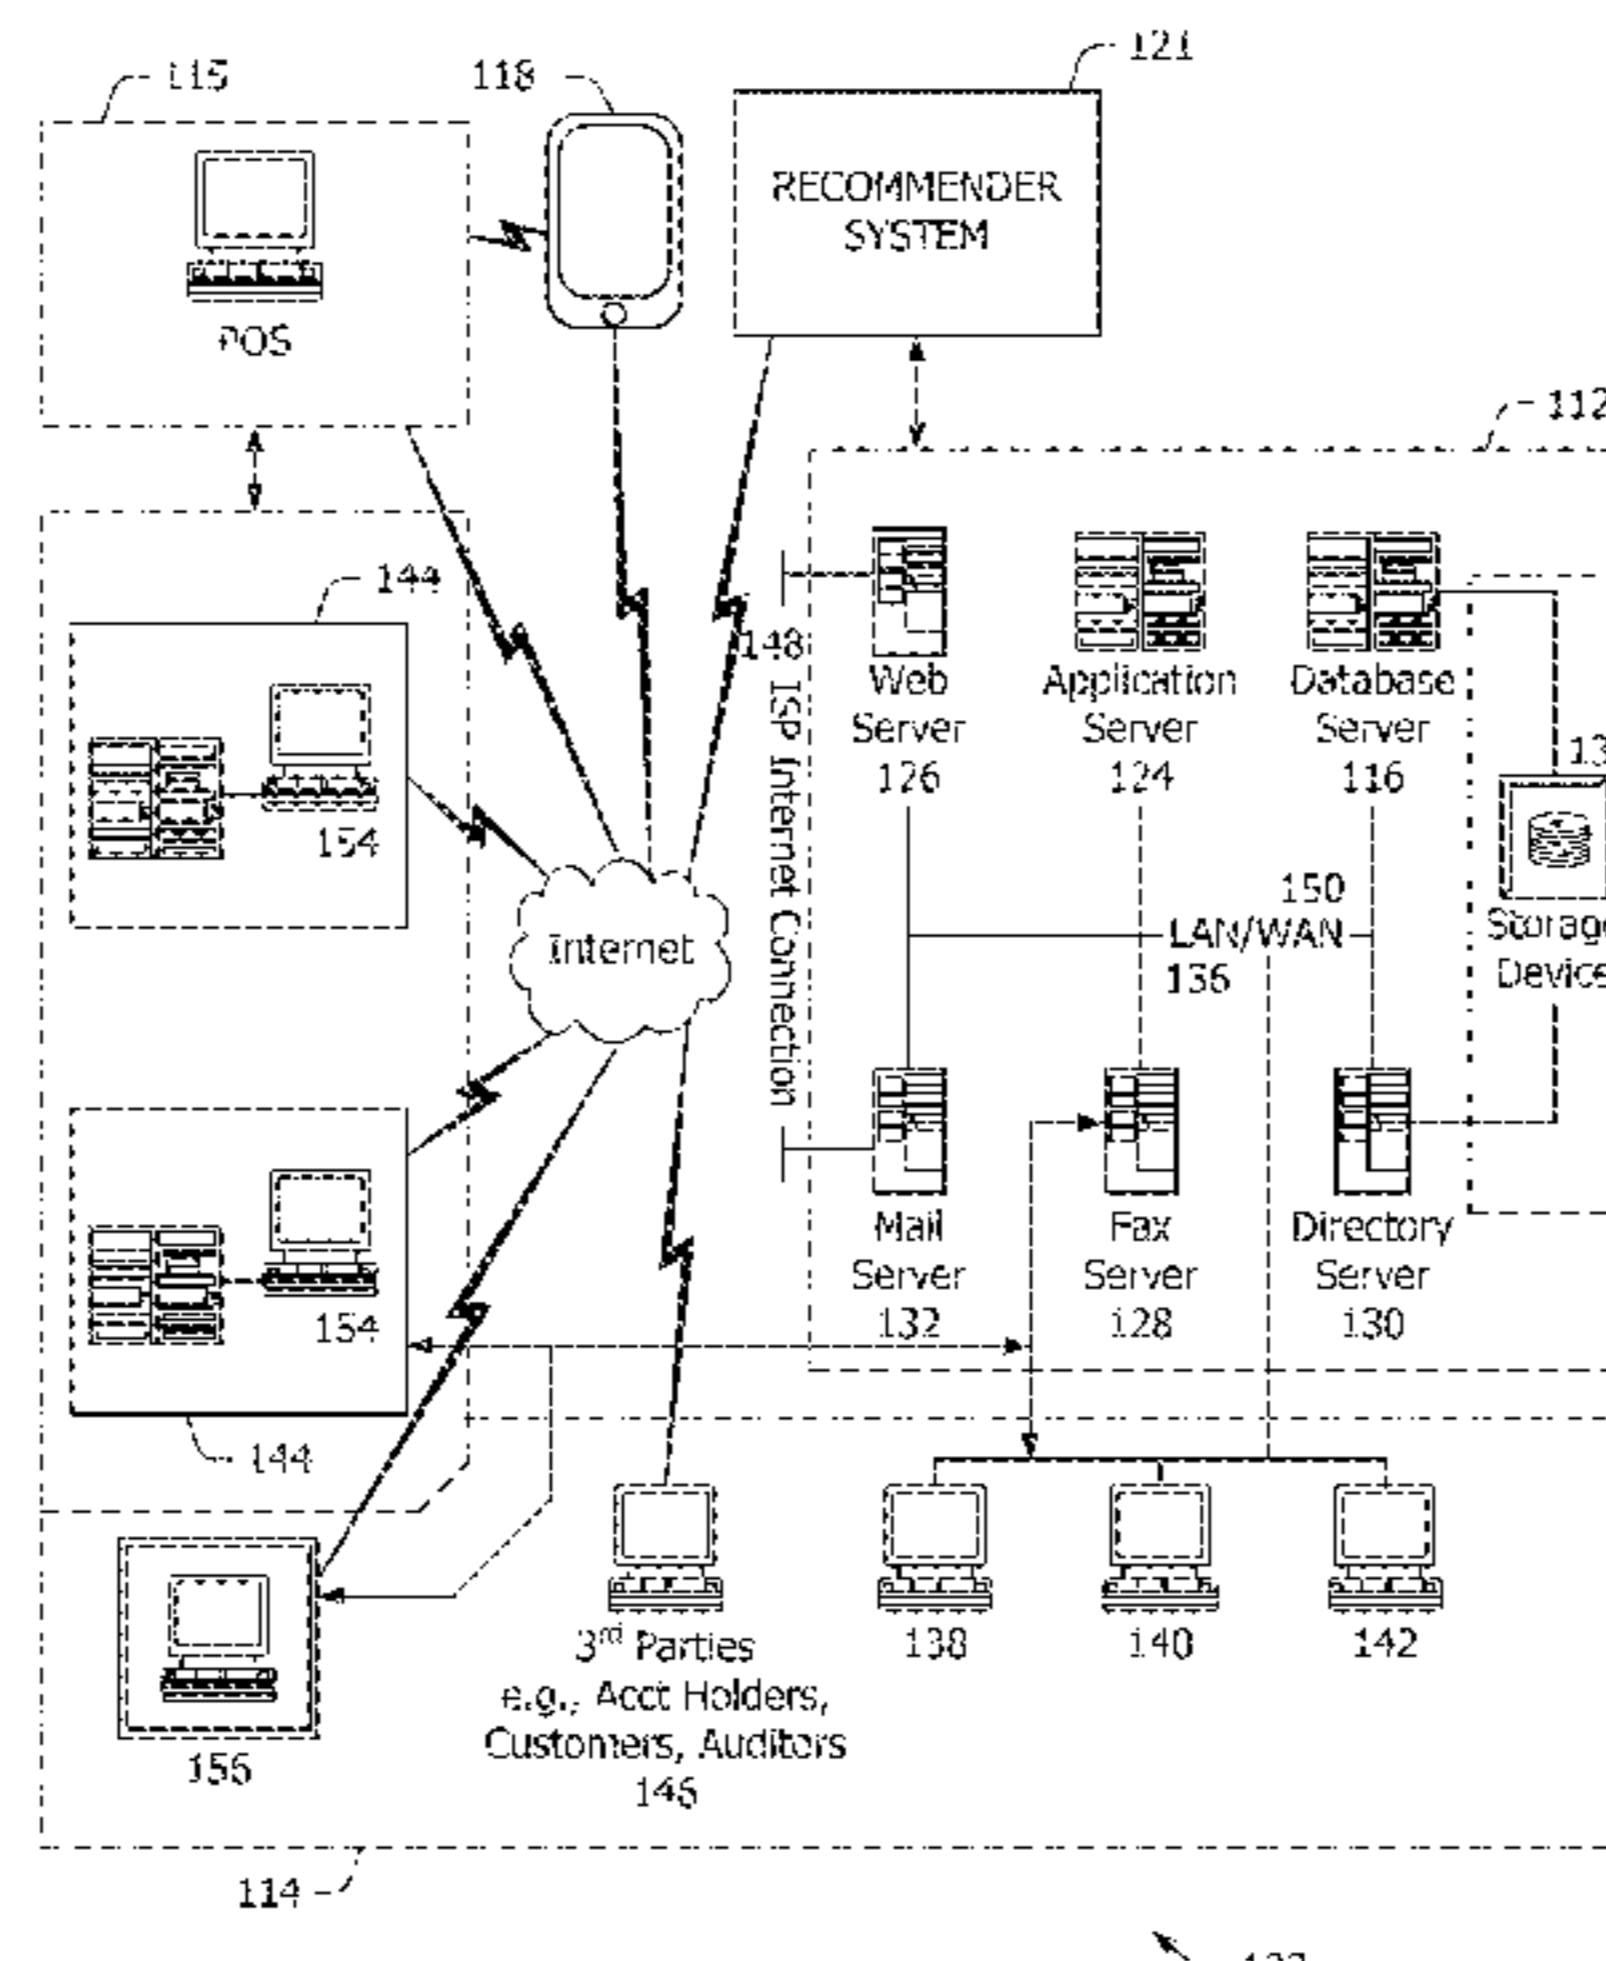 115
118
121
RECOMMENDER
SYSTEM
POS
112
144
148
ISP Internet Connection
Web
Server
126
Application
Server
124
Database
Server
116
154
150
LAN/WAN
136
Internet
Mail
Server
132
Fax
Server
128
Directory
Server
130
154
144
3rd Parties
e.g., Acct Holders,
Customers, Auditors
146
138
140
142
156
114